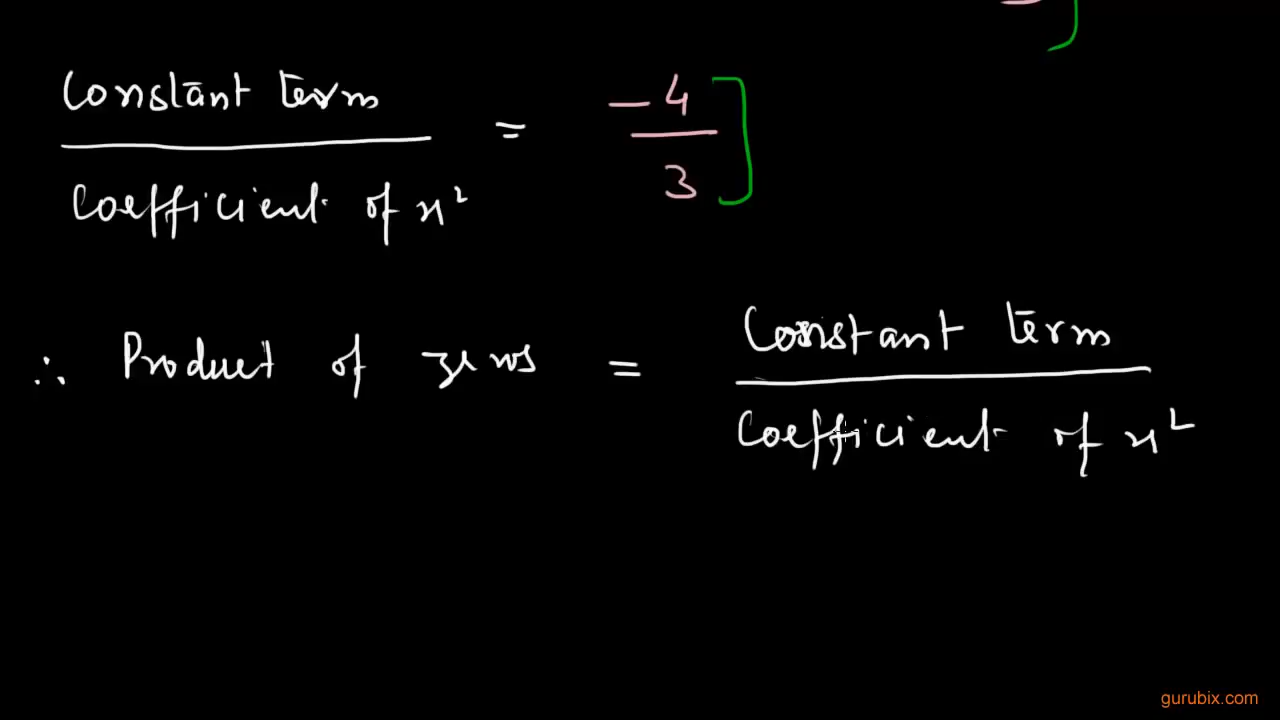 Constant term
= -4
Coefficient of x²
3
∴ Product of zeros = Constant term
Coefficient of x²
gurubix.com